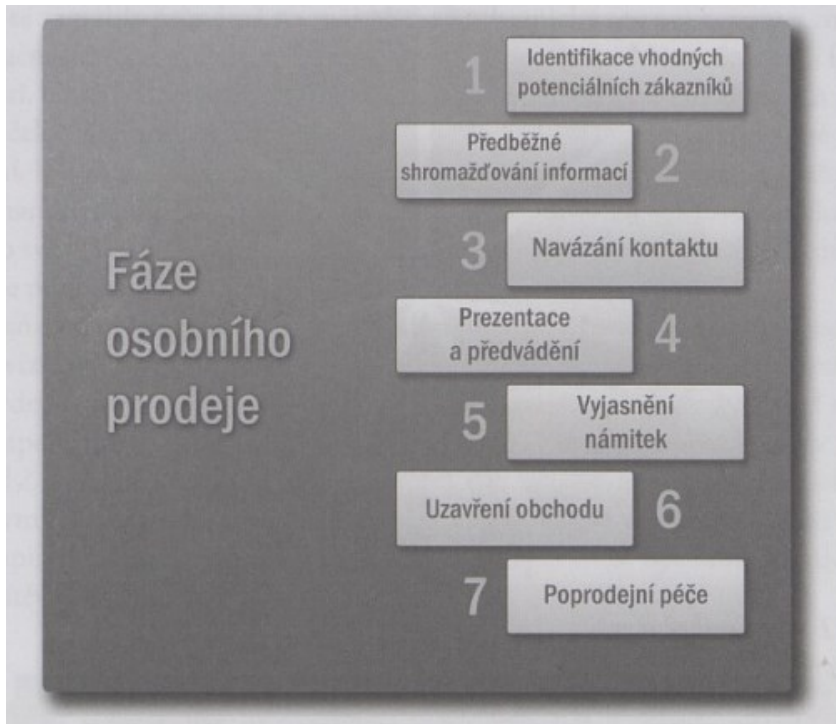 Fáze
osobního
prodeje
1
Identifikace vhodných
potenciálních zákazníků
Předběžné
shromažďování informací
2
3
Navázání kontaktu
Prezentace
a předvádění
4
5
Vyjasnění
námitek
Uzavření obchodu
6
7
Poprodejní péče